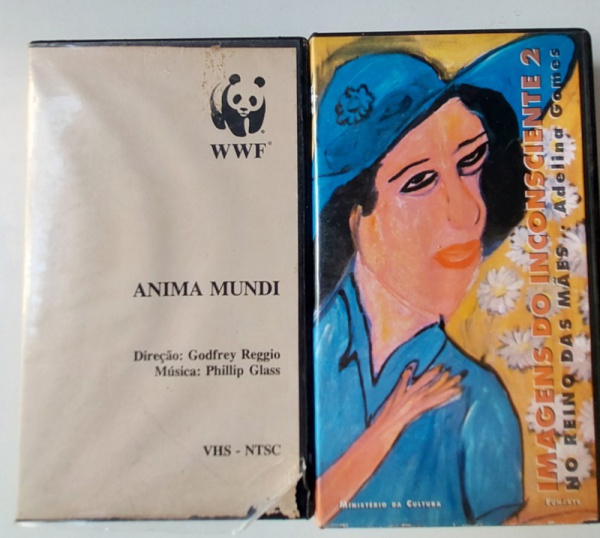 WWF
ANIMA MUNDI
Direção: Godfrey Reggio
Música: Phillip Glass
VHS - NTSC
IMAGENS DO INCONSCIENTE 2
NO REINO DAS MÃES : Adelina Gomes
MINISTÉRIO DA CULTURA
FUNARTE